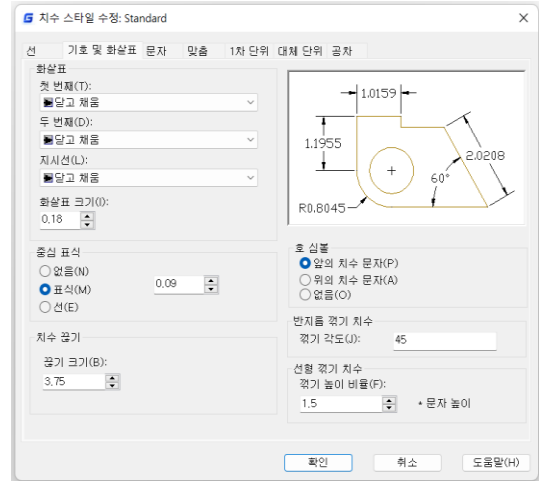 치수 스타일 수정: Standard
선 기호 및 화살표 문자 맞춤 1차 단위 대체 단위 공차
화살표
첫 번째(T):
닫고 채움
두 번째(D):
닫고 채움
지시선(L):
닫고 채움
화살표 크기(I):
0.18
중심 표식
없음(N)
표식(M)
선(E)
0.09
치수 끊기
끊기 크기(B):
3.75
1.0159
1.1955
2.0208
60°
R0.8045
호 심볼
앞의 치수 문자(P)
위의 치수 문자(A)
없음(O)
반지름 꺾기 치수
꺾기 각도(J): 45
선형 꺾기 치수
꺾기 높이 비율(F):
1.5 * 문자 높이
확인 취소 도움말(H)